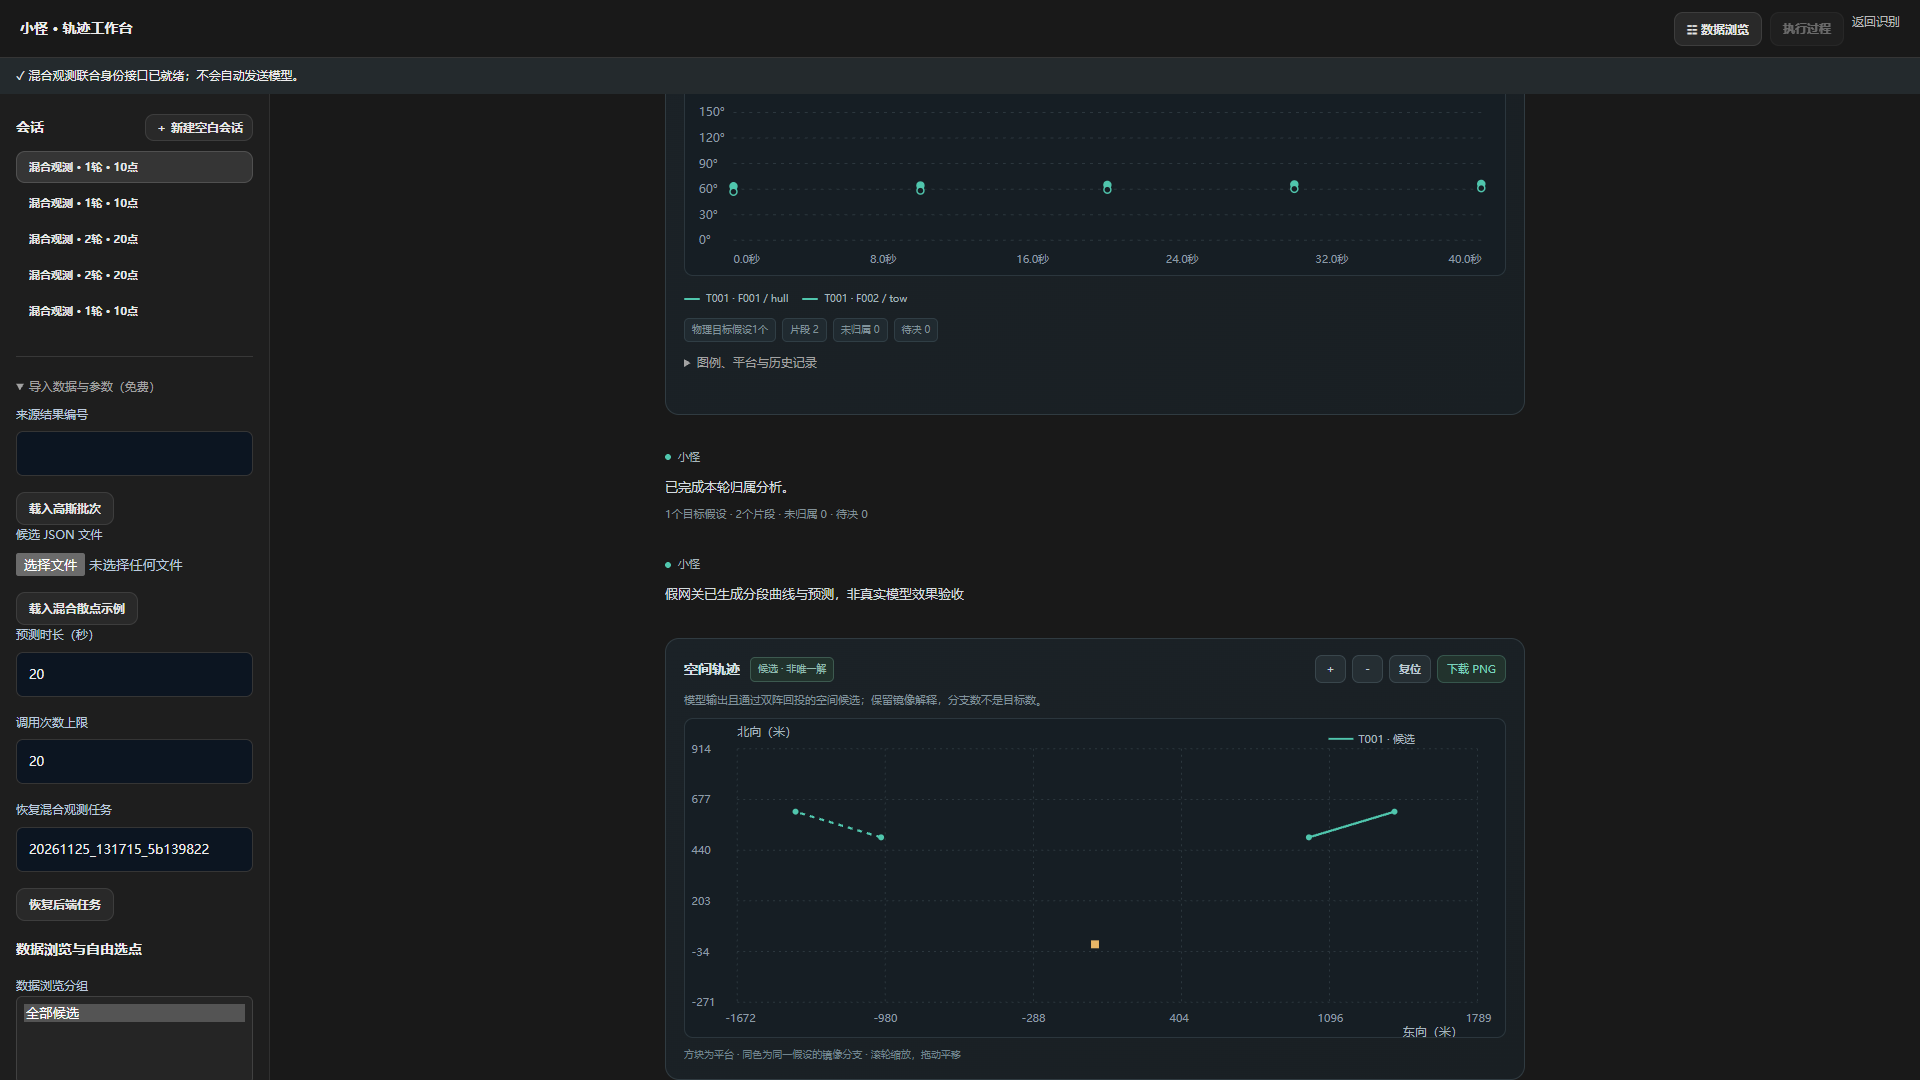 小怪 • 轨迹工作台
☵ 数据浏览
执行过程
返回识别
✓ 混合观测联合身份接口已就绪；不会自动发送模型。
会话
+ 新建空白会话
混合观测 • 1轮 • 10点
混合观测 • 1轮 • 10点
混合观测 • 2轮 • 20点
混合观测 • 2轮 • 20点
混合观测 • 1轮 • 10点
▼ 导入数据与参数（免费）
来源结果编号
载入高斯批次
候选 JSON 文件
选择文件 未选择任何文件
载入混合散点示例
预测时长（秒）
20
调用次数上限
20
恢复混合观测任务
20261125_131715_5b139822
恢复后端任务
数据浏览与自由选点
数据浏览分组
全部候选
150°
120°
90°
60°
30°
0°
0.0秒 8.0秒 16.0秒 24.0秒 32.0秒 40.0秒
T001 · F001 / hull T001 · F002 / tow
物理目标假设1个 片段 2 未归属 0 待决 0
▶ 图例、平台与历史记录
小怪
已完成本轮归属分析。
1个目标假设 · 2个片段 · 未归属 0 · 待决 0
小怪
假网关已生成分段曲线与预测，非真实模型效果验收
空间轨迹 候选 · 非唯一解
+ - 复位 下载 PNG
模型输出且通过双阵回投的空间候选；保留镜像解释，分支数不是目标数。
北向（米）
T001 · 候选
914
677
440
203
-34
-271
-1672 -980 -288 404 1096 1789
东向（米）
方块为平台 · 同色为同一假设的镜像分支 · 滚轮缩放，拖动平移